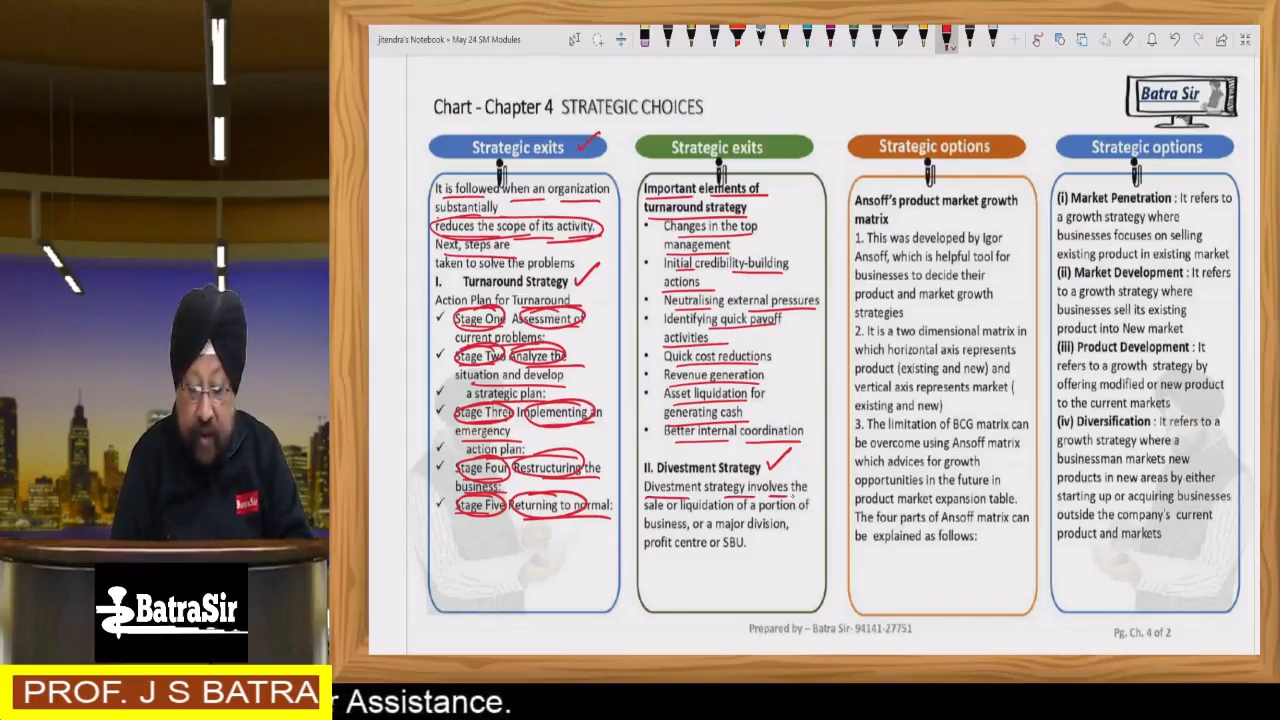 jitendra's Notebook » May 24 SM Modules
Chart - Chapter 4 STRATEGIC CHOICES
Batra Sir
Strategic exits
It is followed when an organization
substantially
reduces the scope of its activity.
Next, steps are
taken to solve the problems
I. Turnaround Strategy
Action Plan for Turnaround
✓ Stage One Assessment of
current problems:
✓ Stage Two Analyze the
situation and develop
✓ a strategic plan:
✓ Stage Three Implementing an
emergency
✓ action plan:
✓ Stage Four Restructuring the
business:
✓ Stage Five Returning to normal:
Strategic exits
Important elements of
turnaround strategy
• Changes in the top
management
• Initial credibility-building
actions
• Neutralising external pressures
• Identifying quick payoff
activities
• Quick cost reductions
• Revenue generation
• Asset liquidation for
generating cash
• Better internal coordination
II. Divestment Strategy
Divestment strategy involves the
sale or liquidation of a portion of
business, or a major division,
profit centre or SBU.
Strategic options
Ansoff's product market growth
matrix
1. This was developed by Igor
Ansoff, which is helpful tool for
businesses to decide their
product and market growth
strategies
2. It is a two dimensional matrix in
which horizontal axis represents
product (existing and new) and
vertical axis represents market (
existing and new)
3. The limitation of BCG matrix can
be overcome using Ansoff matrix
which advices for growth
opportunities in the future in
product market expansion table.
The four parts of Ansoff matrix can
be explained as follows:
Strategic options
(i) Market Penetration : It refers to
a growth strategy where
businesses focuses on selling
existing product in existing market
(ii) Market Development : It refers
to a growth strategy where
businesses sell its existing
product into New market
(iii) Product Development : It
refers to a growth strategy by
offering modified or new product
to the current markets
(iv) Diversification : It refers to a
growth strategy where a
businessman markets new
products in new areas by either
starting up or acquiring businesses
outside the company's current
product and markets
Prepared by – Batra Sir- 94141-27751
Pg. Ch. 4 of 2
BatraSir
BatraSir
PROF. J S BATRA
r Assistance.